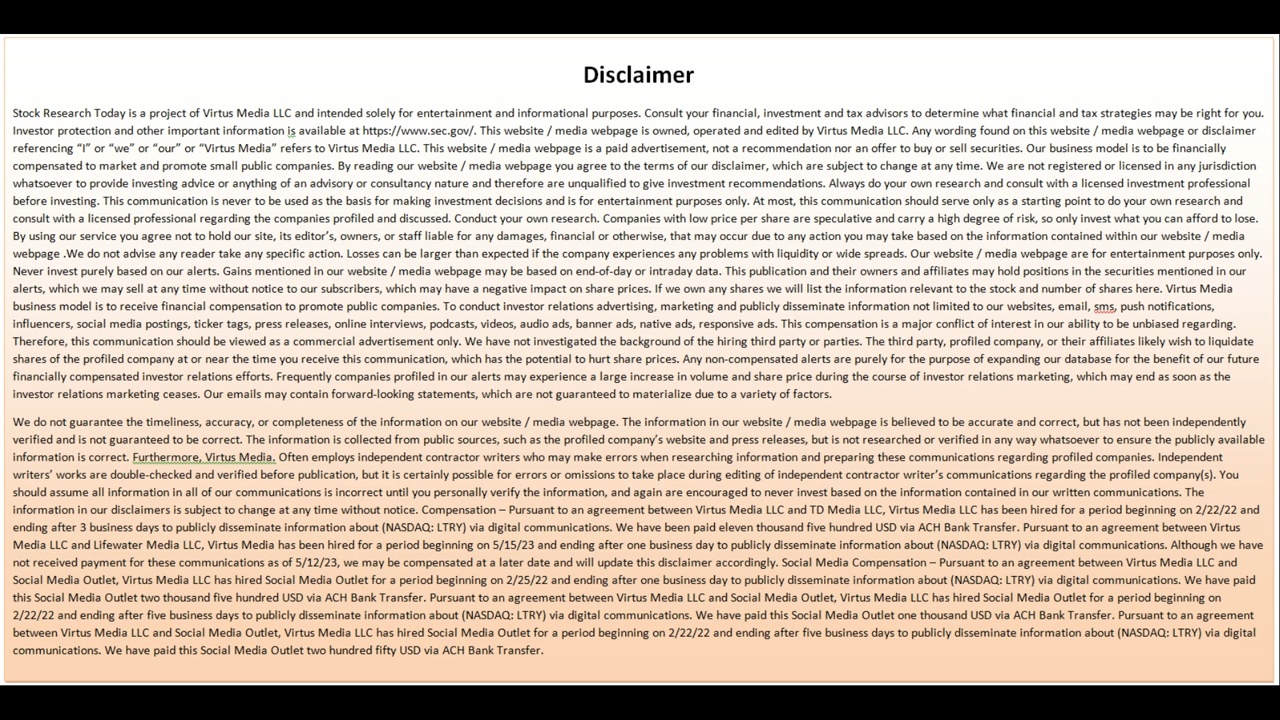 Disclaimer
Stock Research Today is a project of Virtus Media LLC and intended solely for entertainment and informational purposes. Consult your financial, investment and tax advisors to determine what financial and tax strategies may be right for you.
Investor protection and other important information is available at https://www.sec.gov/. This website / media webpage is owned, operated and edited by Virtus Media LLC. Any wording found on this website / media webpage or disclaimer
referencing “I” or “we” or “our” or “Virtus Media” refers to Virtus Media LLC. This website / media webpage is a paid advertisement, not a recommendation nor an offer to buy or sell securities. Our business model is to be financially
compensated to market and promote small public companies. By reading our website / media webpage you agree to the terms of our disclaimer, which are subject to change at any time. We are not registered or licensed in any jurisdiction
whatsoever to provide investing advice or anything of an advisory or consultancy nature and therefore are unqualified to give investment recommendations. Always do your own research and consult with a licensed investment professional
before investing. This communication is never to be used as the basis for making investment decisions and is for entertainment purposes only. At most, this communication should serve only as a starting point to do your own research and
consult with a licensed professional regarding the companies profiled and discussed. Conduct your own research. Companies with low price per share are speculative and carry a high degree of risk, so only invest what you can afford to lose.
By using our service you agree not to hold our site, its editor’s, owners, or staff liable for any damages, financial or otherwise, that may occur due to any action you may take based on the information contained within our website / media
webpage .We do not advise any reader take any specific action. Losses can be larger than expected if the company experiences any problems with liquidity or wide spreads. Our website / media webpage are for entertainment purposes only.
Never invest purely based on our alerts. Gains mentioned in our website / media webpage may be based on end-of-day or intraday data. This publication and their owners and affiliates may hold positions in the securities mentioned in our
alerts, which we may sell at any time without notice to our subscribers, which may have a negative impact on share prices. If we own any shares we will list the information relevant to the stock and number of shares here. Virtus Media
business model is to receive financial compensation to promote public companies. To conduct investor relations advertising, marketing and publicly disseminate information not limited to our websites, email, sms, push notifications,
influencers, social media postings, ticker tags, press releases, online interviews, podcasts, videos, audio ads, banner ads, native ads, responsive ads. This compensation is a major conflict of interest in our ability to be unbiased regarding.
Therefore, this communication should be viewed as a commercial advertisement only. We have not investigated the background of the hiring third party or parties. The third party, profiled company, or their affiliates likely wish to liquidate
shares of the profiled company at or near the time you receive this communication, which has the potential to hurt share prices. Any non-compensated alerts are purely for the purpose of expanding our database for the benefit of our future
financially compensated investor relations efforts. Frequently companies profiled in our alerts may experience a large increase in volume and share price during the course of investor relations marketing, which may end as soon as the
investor relations marketing ceases. Our emails may contain forward-looking statements, which are not guaranteed to materialize due to a variety of factors.
We do not guarantee the timeliness, accuracy, or completeness of the information on our website / media webpage. The information in our website / media webpage is believed to be accurate and correct, but has not been independently
verified and is not guaranteed to be correct. The information is collected from public sources, such as the profiled company’s website and press releases, but is not researched or verified in any way whatsoever to ensure the publicly available
information is correct. Furthermore, Virtus Media. Often employs independent contractor writers who may make errors when researching information and preparing these communications regarding profiled companies. Independent
writers’ works are double-checked and verified before publication, but it is certainly possible for errors or omissions to take place during editing of independent contractor writer’s communications regarding the profiled company(s). You
should assume all information in all of our communications is incorrect until you personally verify the information, and again are encouraged to never invest based on the information contained in our written communications. The
information in our disclaimers is subject to change at any time without notice. Compensation – Pursuant to an agreement between Virtus Media LLC and TD Media LLC, Virtus Media LLC has been hired for a period beginning on 2/22/22 and
ending after 3 business days to publicly disseminate information about (NASDAQ: LTRY) via digital communications. We have been paid eleven thousand five hundred USD via ACH Bank Transfer. Pursuant to an agreement between Virtus
Media LLC and Lifewater Media LLC, Virtus Media has been hired for a period beginning on 5/15/23 and ending after one business day to publicly disseminate information about (NASDAQ: LTRY) via digital communications. Although we have
not received payment for these communications as of 5/12/23, we may be compensated at a later date and will update this disclaimer accordingly. Social Media Compensation – Pursuant to an agreement between Virtus Media LLC and
Social Media Outlet, Virtus Media LLC has hired Social Media Outlet for a period beginning on 2/25/22 and ending after one business day to publicly disseminate information about (NASDAQ: LTRY) via digital communications. We have paid
this Social Media Outlet two thousand five hundred USD via ACH Bank Transfer. Pursuant to an agreement between Virtus Media LLC and Social Media Outlet, Virtus Media LLC has hired Social Media Outlet for a period beginning on
2/22/22 and ending after five business days to publicly disseminate information about (NASDAQ: LTRY) via digital communications. We have paid this Social Media Outlet one thousand USD via ACH Bank Transfer. Pursuant to an agreement
between Virtus Media LLC and Social Media Outlet, Virtus Media LLC has hired Social Media Outlet for a period beginning on 2/22/22 and ending after five business days to publicly disseminate information about (NASDAQ: LTRY) via digital
communications. We have paid this Social Media Outlet two hundred fifty USD via ACH Bank Transfer.